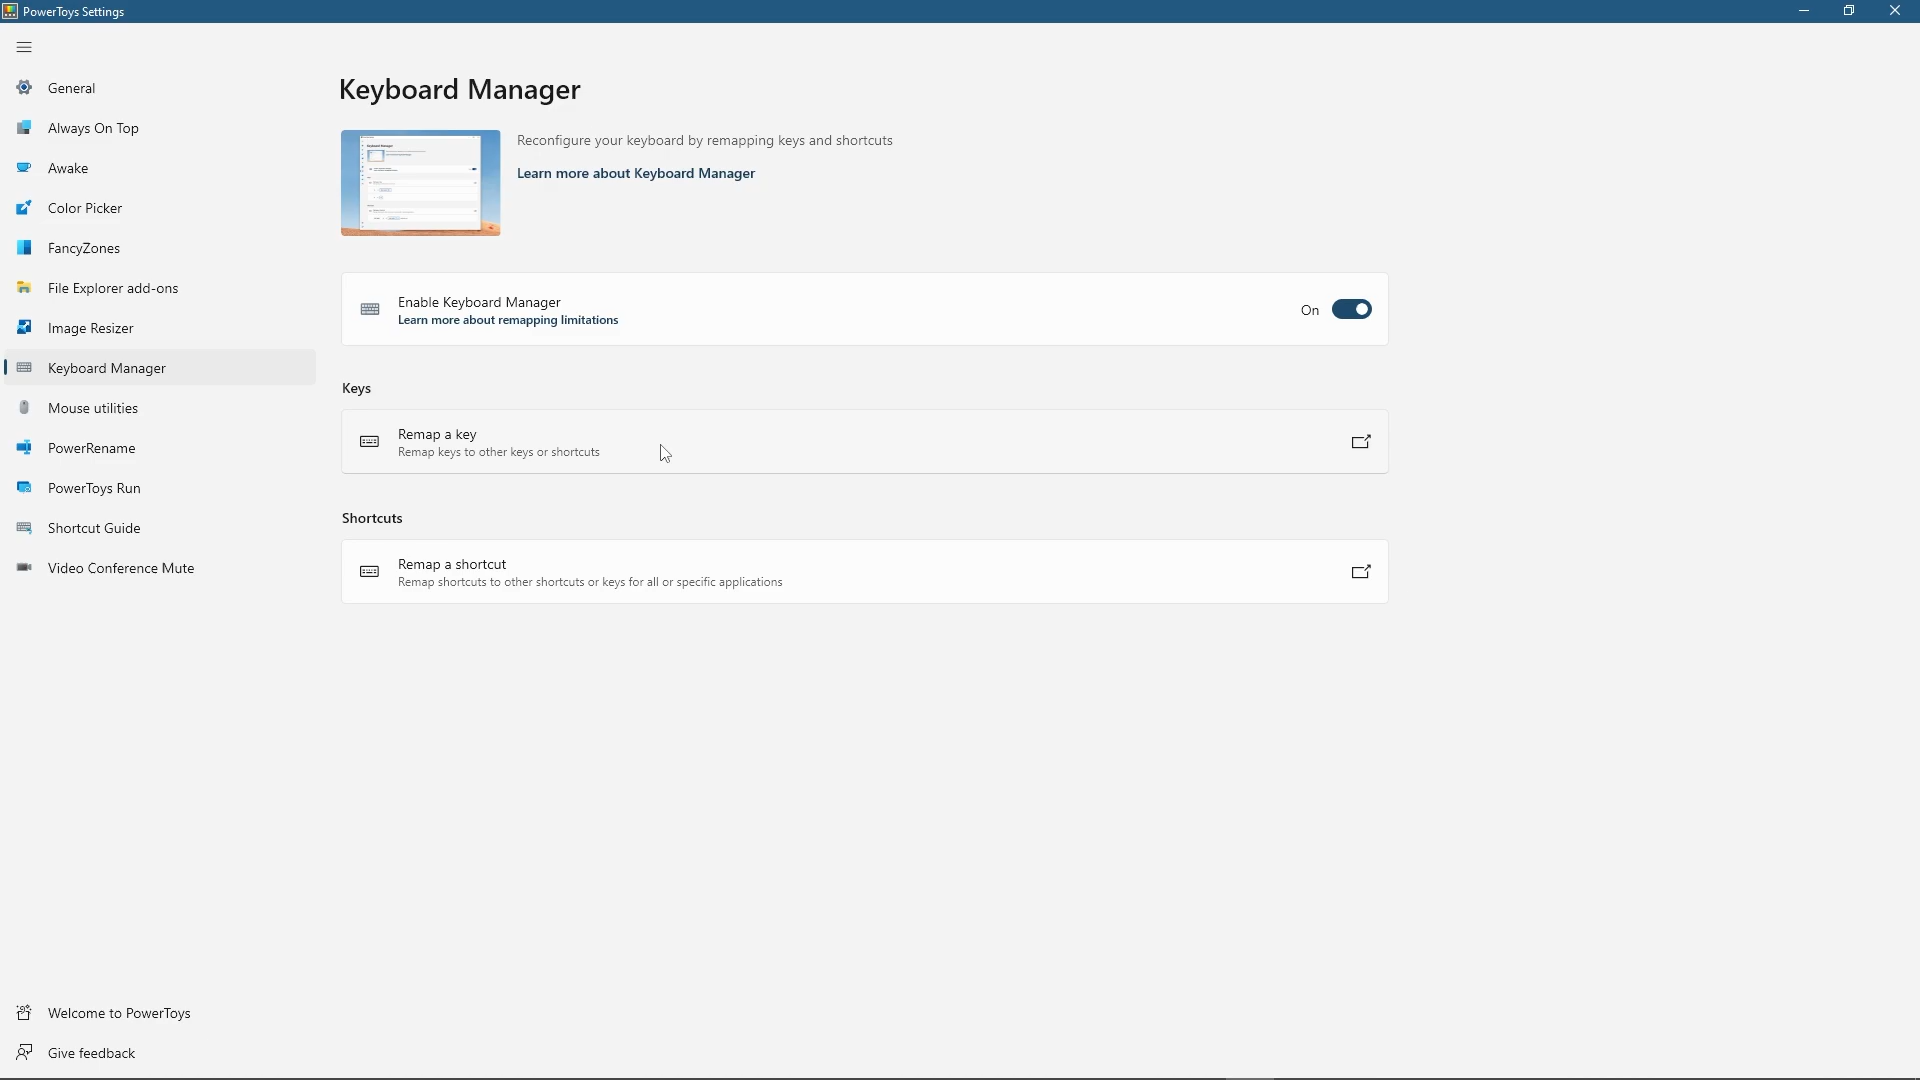 PowerToys Settings
General
Always On Top
Awake
Color Picker
FancyZones
File Explorer add-ons
Image Resizer
Keyboard Manager
Mouse utilities
PowerRename
PowerToys Run
Shortcut Guide
Video Conference Mute
Welcome to PowerToys
Give feedback
Keyboard Manager
Reconfigure your keyboard by remapping keys and shortcuts
Learn more about Keyboard Manager
Enable Keyboard Manager
Learn more about remapping limitations
On
Keys
Remap a key
Remap keys to other keys or shortcuts
Shortcuts
Remap a shortcut
Remap shortcuts to other shortcuts or keys for all or specific applications